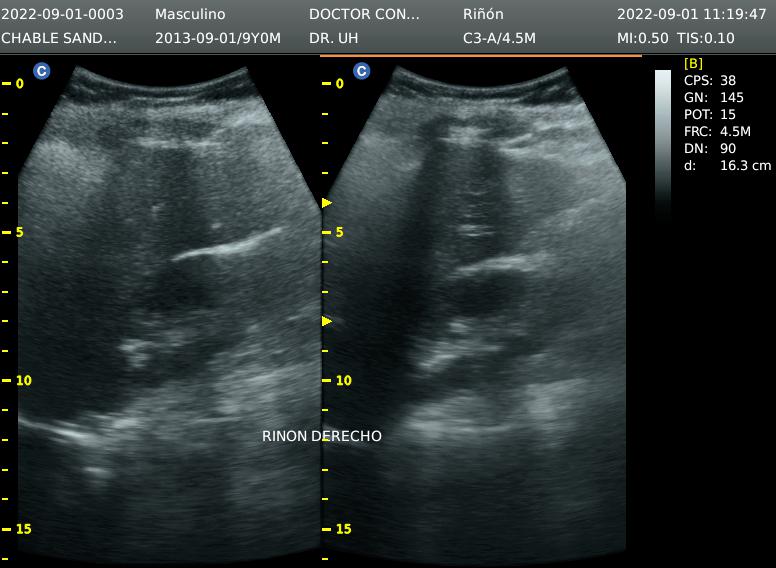 2022-09-01-0003 Masculino DOCTOR CON... Riñón 2022-09-01 11:19:47
CHABLE SAND... 2013-09-01/9Y0M DR. UH C3-A/4.5M MI:0.50 TIS:0.10
C C
[B]
CPS: 38
GN: 145
POT: 15
FRC: 4.5M
DN: 90
d: 16.3 cm
0 0
5 5
10 10
RINON DERECHO
15 15